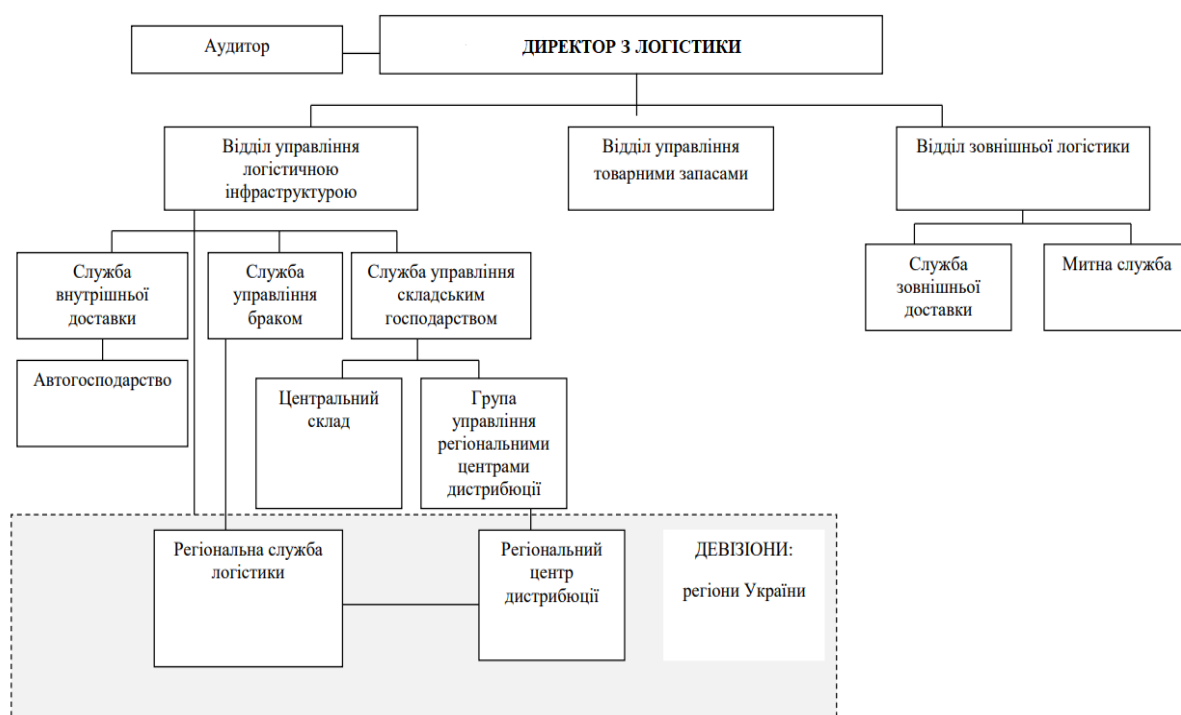 Аудитор
ДИРЕКТОР З ЛОГІСТИКИ
Відділ управління
логістичною
інфраструктурою
Відділ управління
товарними запасами
Відділ зовнішньої логістики
Служба
внутрішньої
доставки
Служба
управління
браком
Служба управління
складським
господарством
Служба
зовнішньої
доставки
Митна служба
Автогосподарство
Центральний
склад
Група
управління
регіональними
центрами
дистрибюції
Регіональна служба
логістики
Регіональний
центр
дистрибюції
ДЕВІЗІОНИ:
регіони України